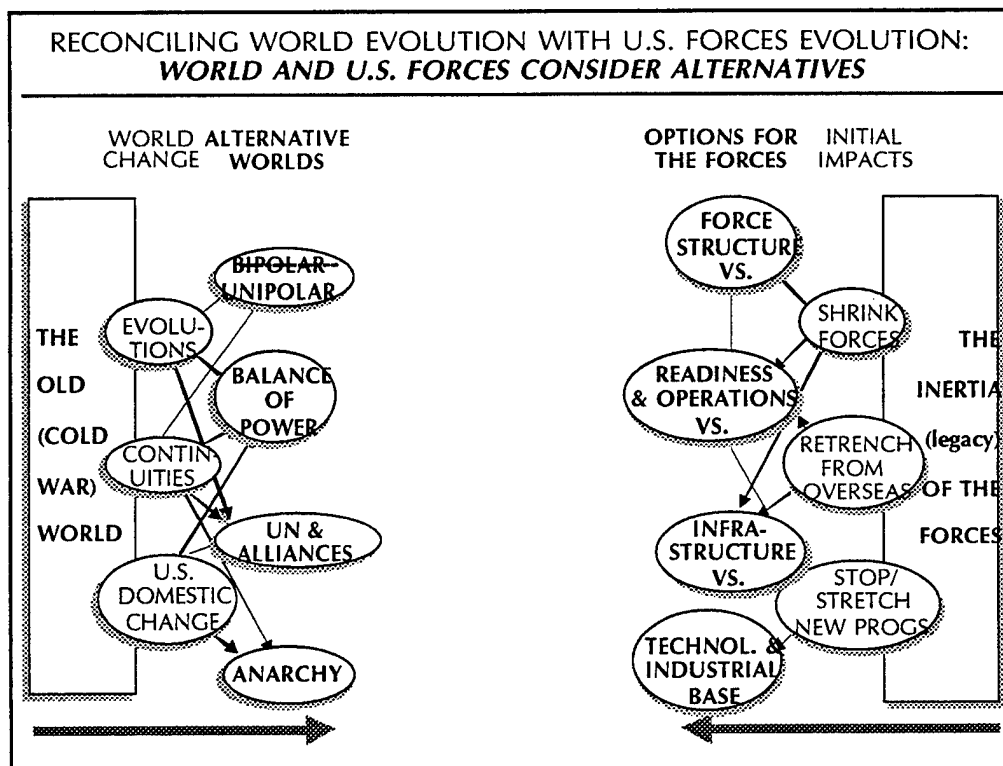 RECONCILING WORLD EVOLUTION WITH U.S. FORCES EVOLUTION:
WORLD AND U.S. FORCES CONSIDER ALTERNATIVES
WORLD CHANGE
ALTERNATIVE WORLDS
OPTIONS FOR
THE FORCES
INITIAL
IMPACTS
THE
OLD
(COLD
WAR)
WORLD
EVOLU-
TIONS
CONTIN-
UITIES
U.S.
DOMESTIC
CHANGE
BIPOLAR
UNIPOLAR
BALANCE
OF
POWER
UN &
ALLIANCES
ANARCHY
FORCE
STRUCTURE
VS.
READINESS
& OPERATIONS
VS.
INFRA-
STRUCTURE
VS.
TECHNOL. &
INDUSTRIAL
BASE
SHRINK
FORCES
RETRENCH
FROM
OVERSEAS
STOP/
STRETCH
NEW PROGS
THE
INERTIA
(legacy)
OF THE
FORCES